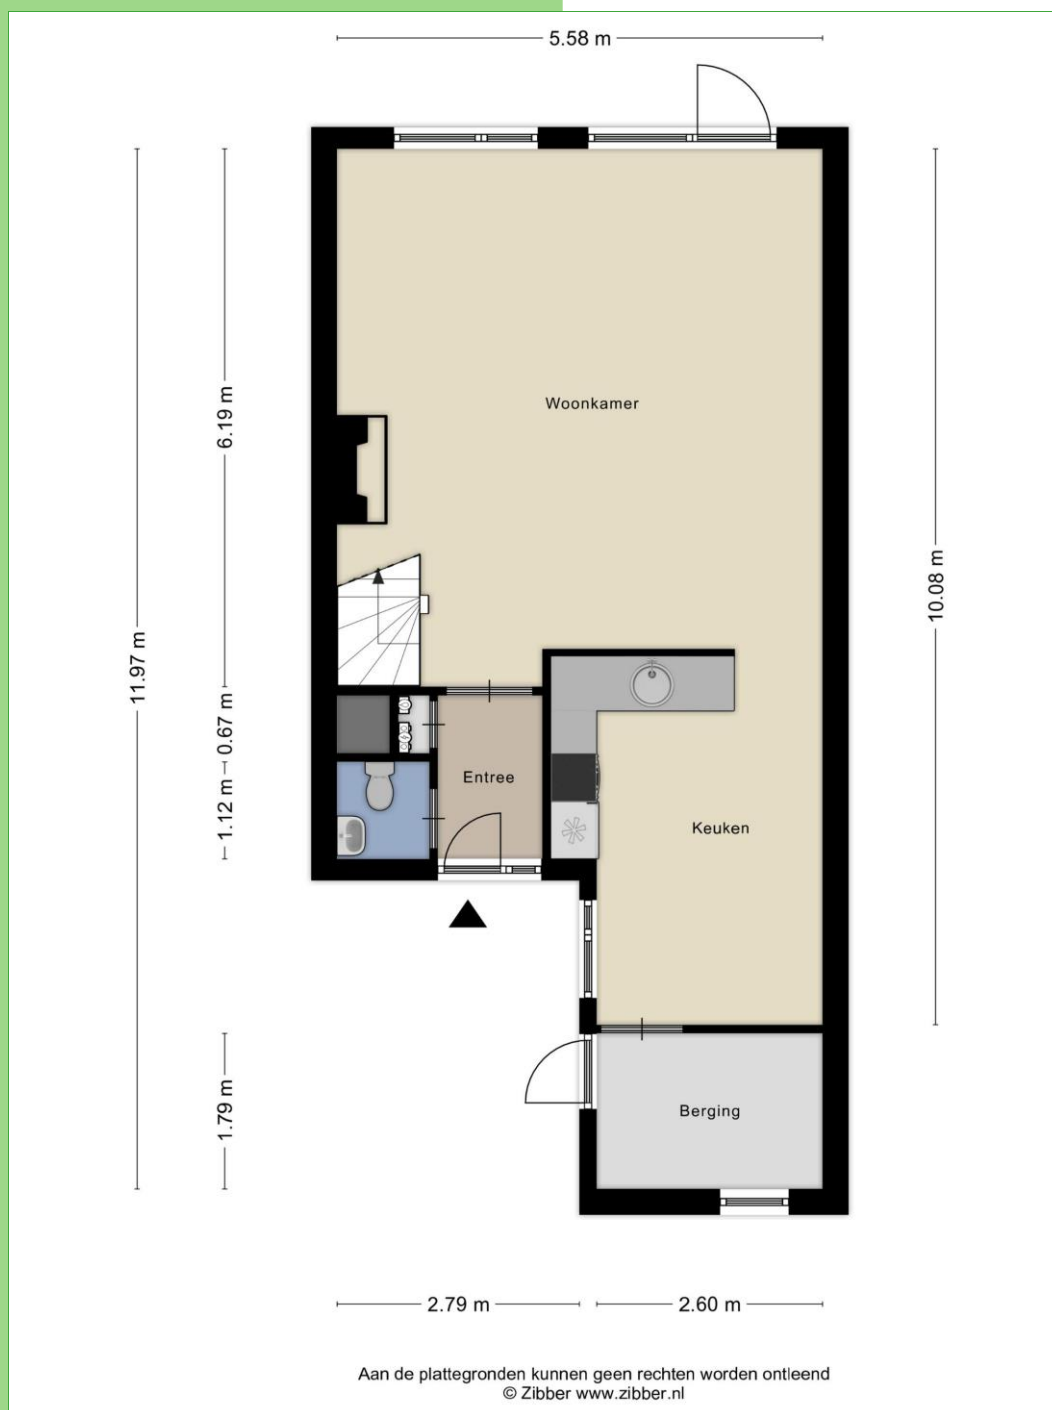 5.58 m
Woonkamer
6.19 m
10.08 m
11.97 m
0.67 m
1.12 m
Entree
Keuken
Berging
1.79 m
2.79 m
2.60 m
Aan de plattegronden kunnen geen rechten worden ontleend
© Zibber www.zibber.nl